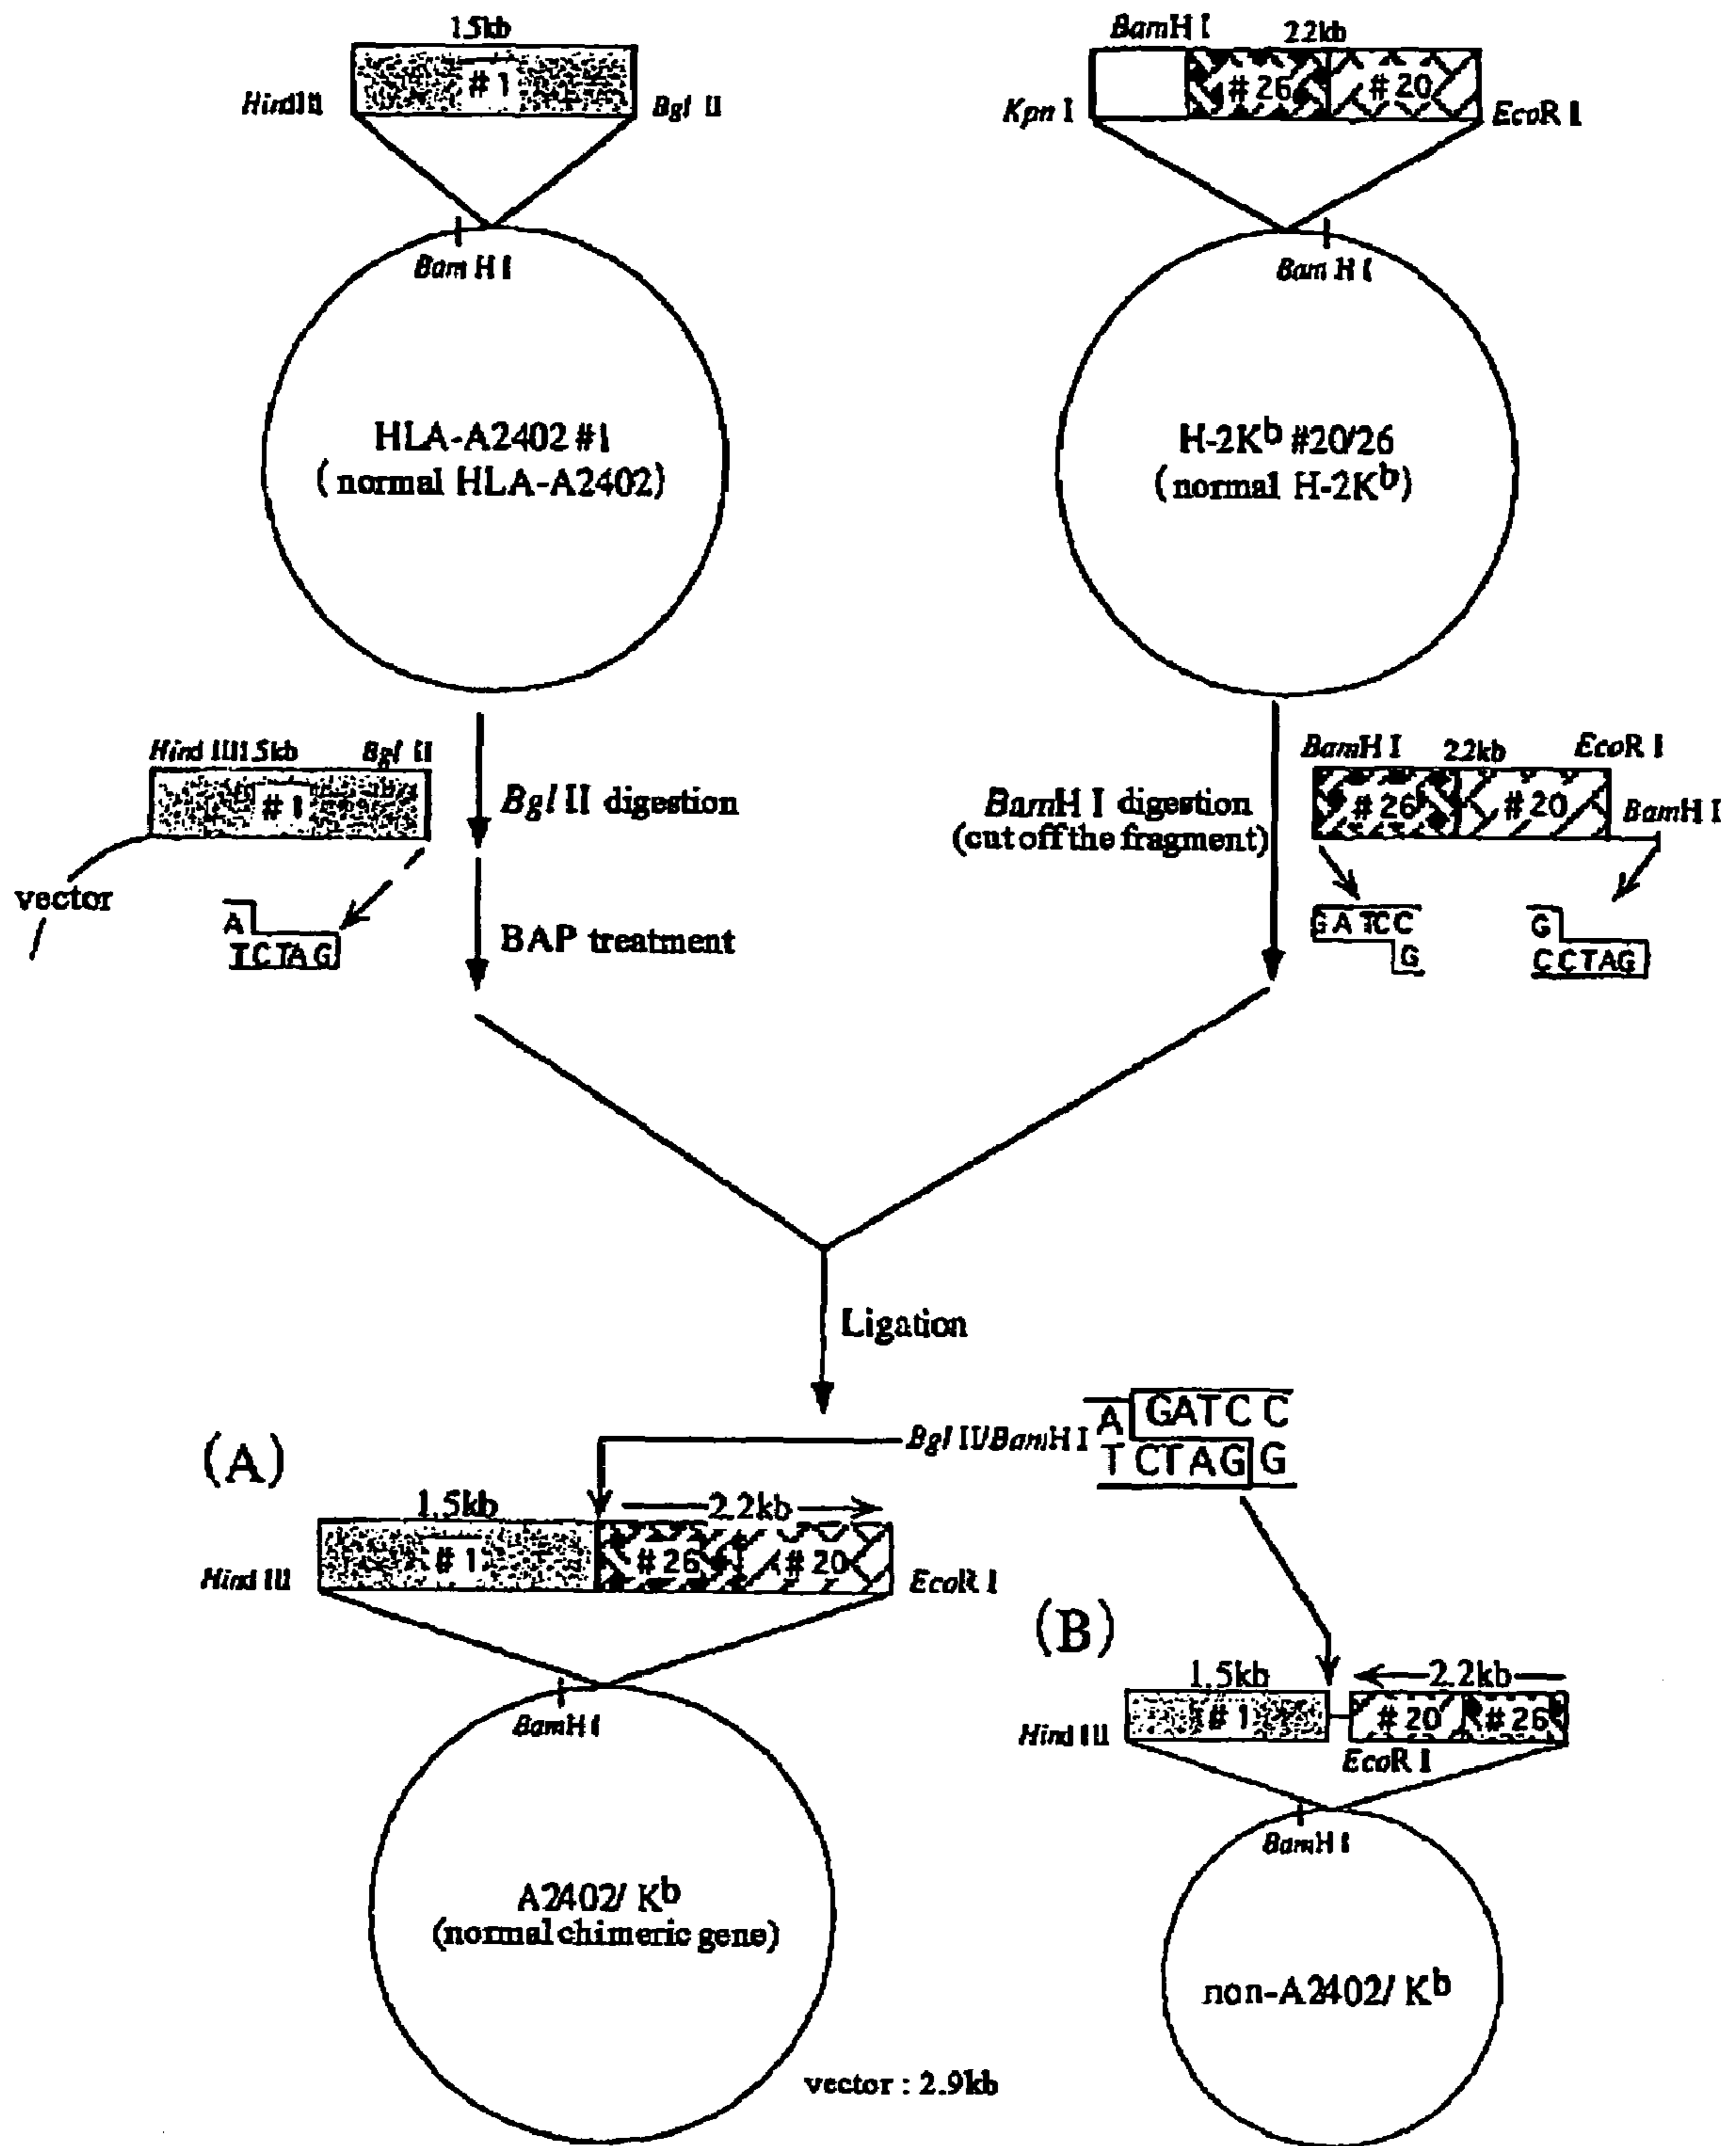 1.5kb
# 1
Hind III
Bgl II
BamH I
HLA-A2402 #1
( normal HLA-A2402)
BamH I
2.2kb
# 26
# 20
Kpn I
EcoR I
BamH I
H-2Kb #20/26
(normal H-2Kb)
Hind III
1.5kb
Bgl II
# 1
vector
A
TCTAG
Bgl II digestion
BAP treatment
BamH I digestion
(cut off the fragment)
BamH I
2.2kb
EcoR I
# 26
# 20
BamH I
GATCC
G
G
CCTAG
Ligation
(A)
Bgl II/BamH I
A GATC C
T CTAG G
1.5kb
2.2kb
# 1
# 26
# 20
Hind III
EcoR I
BamH I
A2402/ Kb
(normal chimeric gene)
vector : 2.9kb
(B)
1.5kb
2.2kb
# 1
# 20
# 26
Hind III
EcoR I
BamH I
non-A2402/ Kb